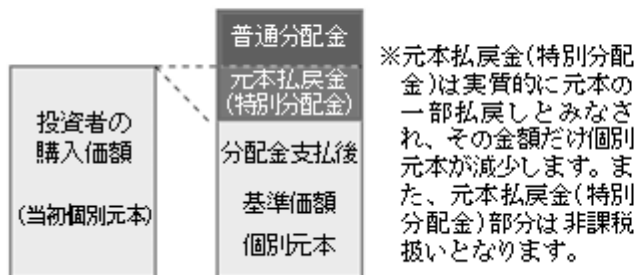 普通分配金
元本払戻金
(特別分配金)
投資者の
購入価額
(当初個別元本)
分配金支払後
基準価額
個別元本
※元本払戻金(特別分配
金)は実質的に元本の
一部払戻しとみなさ
れ、その金額だけ個別
元本が減少します。ま
た、元本払戻金(特別
分配金)部分は非課税
扱いとなります。